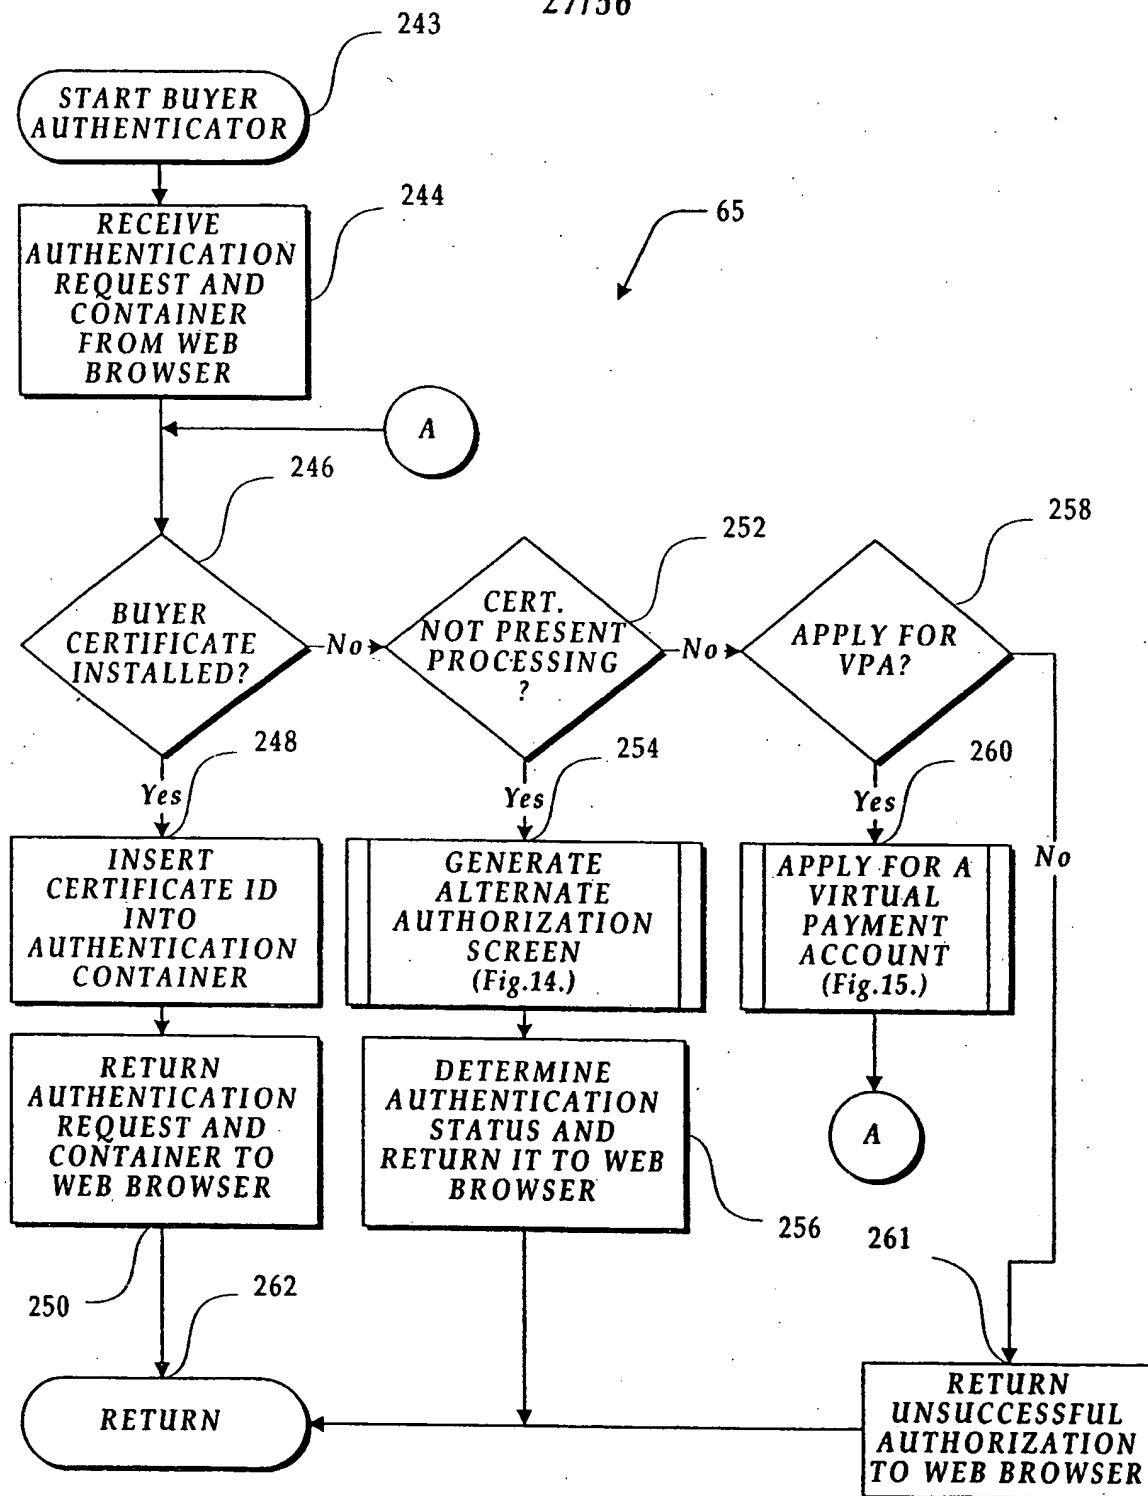 27/56
243
START BUYER
AUTHENTICATOR
244
RECEIVE
AUTHENTICATION
REQUEST AND
CONTAINER
FROM WEB
BROWSER
65
A
246
BUYER
CERTIFICATE
INSTALLED?
No
252
CERT.
NOT PRESENT
PROCESSING
?
No
258
APPLY FOR
VPA?
No
Yes
248
INSERT
CERTIFICATE ID
INTO
AUTHENTICATION
CONTAINER
Yes
254
GENERATE
ALTERNATE
AUTHORIZATION
SCREEN
(Fig.14.)
Yes
260
APPLY FOR A
VIRTUAL
PAYMENT
ACCOUNT
(Fig.15.)
RETURN
AUTHENTICATION
REQUEST AND
CONTAINER TO
WEB BROWSER
250
DETERMINE
AUTHENTICATION
STATUS AND
RETURN IT TO WEB
BROWSER
256
A
261
262
RETURN
RETURN
UNSUCCESSFUL
AUTHORIZATION
TO WEB BROWSER